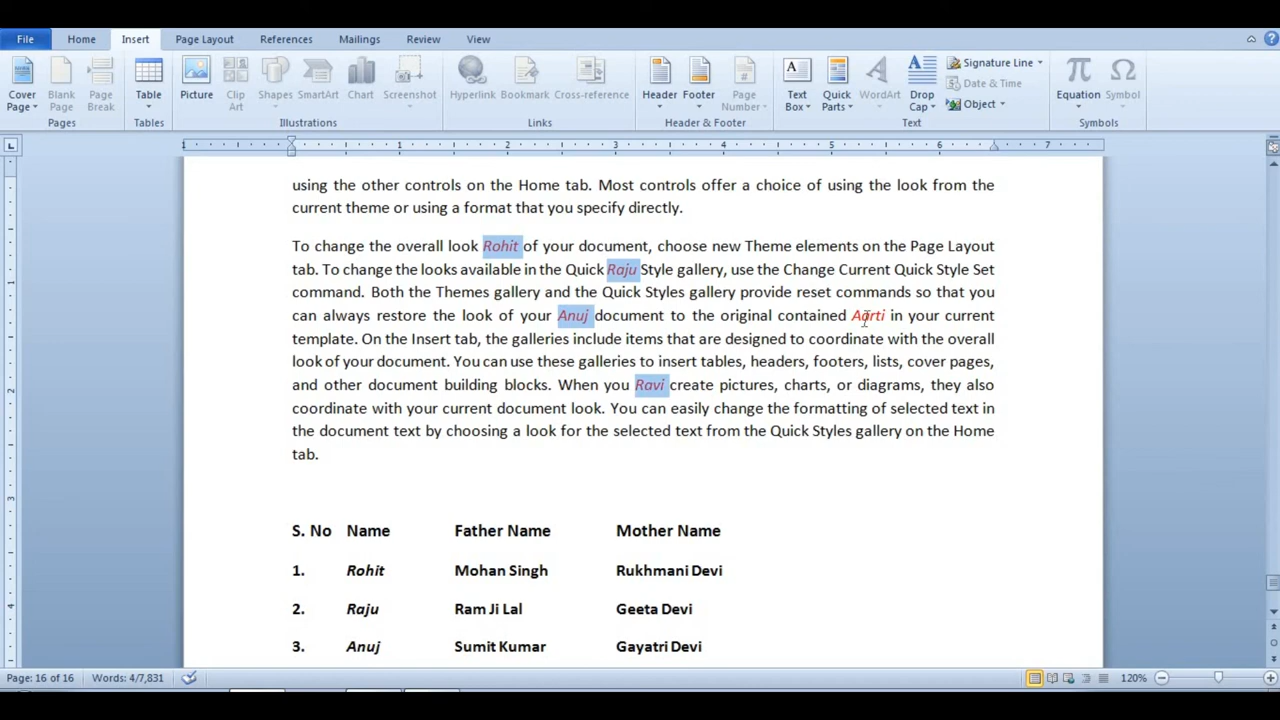 File Home Insert Page Layout References Mailings Review View
Cover Page Blank Page Page Break Table Picture Clip Art Shapes SmartArt Chart Screenshot Hyperlink Bookmark Cross-reference Header Footer Page Number Text Box Quick Parts WordArt Drop Cap Signature Line Date & Time Object Equation Symbol
Pages Tables Illustrations Links Header & Footer Text Symbols
1 1 2 3 4 5 6 7
using the other controls on the Home tab. Most controls offer a choice of using the look from the
current theme or using a format that you specify directly.
To change the overall look Rohit of your document, choose new Theme elements on the Page Layout
tab. To change the looks available in the Quick Raju Style gallery, use the Change Current Quick Style Set
command. Both the Themes gallery and the Quick Styles gallery provide reset commands so that you
can always restore the look of your Anuj document to the original contained Aarti in your current
template. On the Insert tab, the galleries include items that are designed to coordinate with the overall
look of your document. You can use these galleries to insert tables, headers, footers, lists, cover pages,
and other document building blocks. When you Ravi create pictures, charts, or diagrams, they also
coordinate with your current document look. You can easily change the formatting of selected text in
the document text by choosing a look for the selected text from the Quick Styles gallery on the Home
tab.
S. No Name Father Name Mother Name
1. Rohit Mohan Singh Rukhmani Devi
2. Raju Ram Ji Lal Geeta Devi
3. Anuj Sumit Kumar Gayatri Devi
Page: 16 of 16 Words: 4/7,831 120%